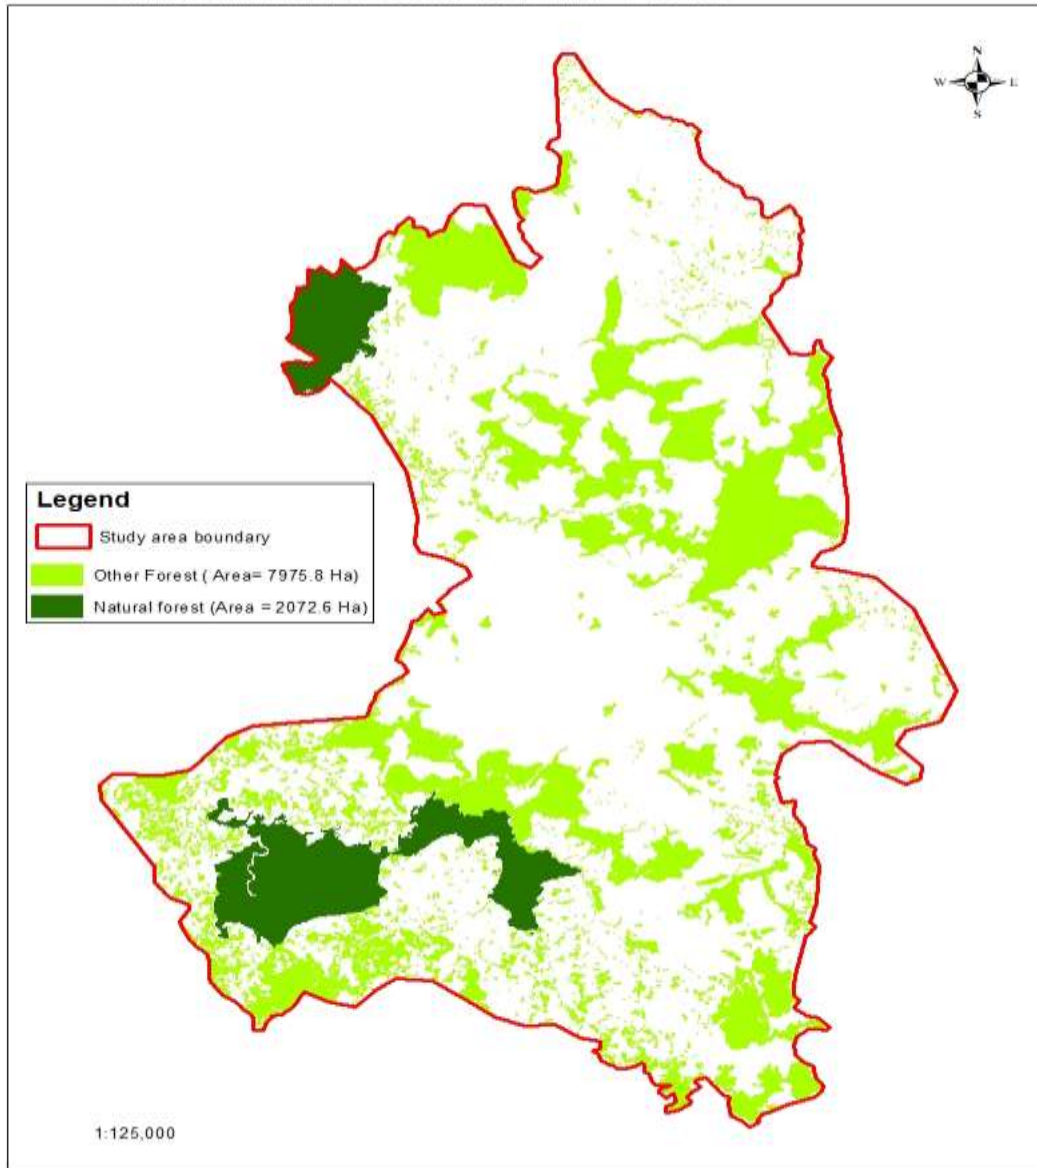 N
W E
S
Legend
Study area boundary
Other Forest ( Area= 7975.8 Ha)
Natural forest (Area = 2072.6 Ha)
1:125,000